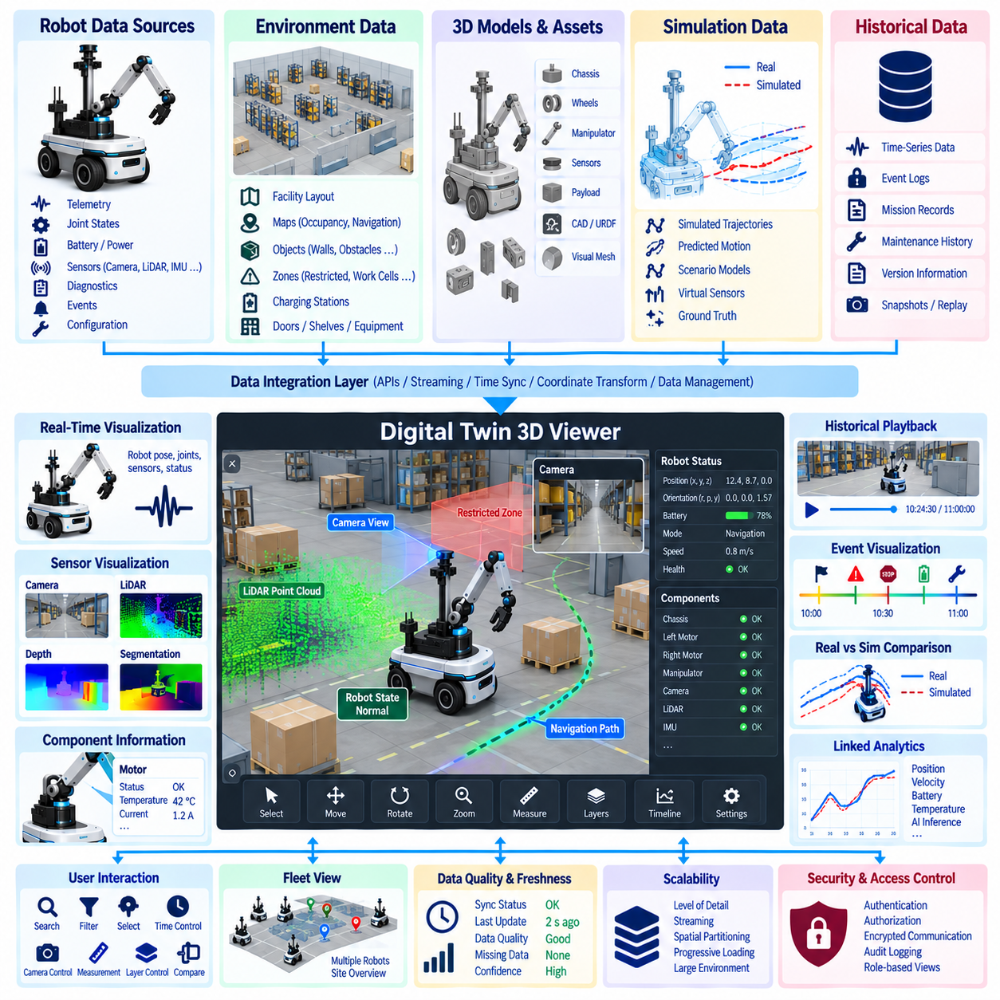 Robot Data Sources
Telemetry
Joint States
Battery / Power
Sensors (Camera, LiDAR, IMU ...)
Diagnostics
Events
Configuration
Environment Data
Facility Layout
Maps (Occupancy, Navigation)
Objects (Walls, Obstacles ...)
Zones (Restricted, Work Cells ...)
Charging Stations
Doors / Shelves / Equipment
3D Models & Assets
Chassis
Wheels
Manipulator
Sensors
Payload
CAD / URDF
Visual Mesh
Simulation Data
Real
Simulated
Simulated Trajectories
Predicted Motion
Scenario Models
Virtual Sensors
Ground Truth
Historical Data
Time-Series Data
Event Logs
Mission Records
Maintenance History
Version Information
Snapshots / Replay
Data Integration Layer (APIs / Streaming / Time Sync / Coordinate Transform / Data Management)
Real-Time Visualization
Robot pose, joints,
sensors, status
Sensor Visualization
Camera
LiDAR
Depth
Segmentation
Component Information
Motor
Status OK
Temperature 42 °C
Current 1.2 A
...
Digital Twin 3D Viewer
X
Camera View
Restricted Zone
Camera
LiDAR Point Cloud
Robot State
Normal
Navigation Path
Robot Status
Position (x, y, z) 12.4, 8.7, 0.0
Orientation (r, p, y) 0.0, 0.0, 1.57
Battery 78%
Mode Navigation
Speed 0.8 m/s
Health OK
Components
Chassis OK
Left Motor OK
Right Motor OK
Manipulator OK
Camera OK
LiDAR OK
IMU OK
...
Select
Move
Rotate
Zoom
Measure
Layers
Timeline
Settings
Historical Playback
10:24:30 / 11:00:00
Event Visualization
STOP
10:00 10:30 11:00
Real vs Sim Comparison
Real
Simulated
Linked Analytics
Position
Velocity
Battery
Temperature
AI Inference
...
User Interaction
Search
Filter
Select
Time Control
Camera Control
Measurement
Layer Control
Compare
Fleet View
Multiple Robots
Site Overview
Data Quality & Freshness
Sync Status OK
Last Update 2 s ago
Data Quality Good
Missing Data None
Confidence High
Scalability
Level of Detail
Streaming
Spatial Partitioning
Progressive Loading
Large Environment
Security & Access Control
Authentication
Authorization
Encrypted Communication
Audit Logging
Role-based Views